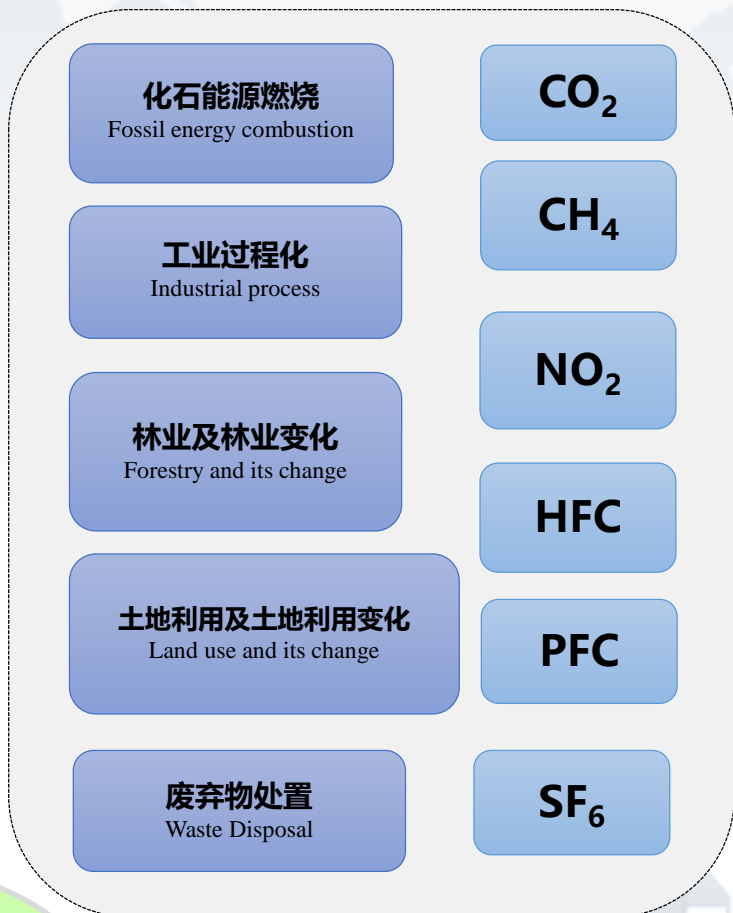 化石能源燃烧
Fossil energy combustion
工业过程化
Industrial process
林业及林业变化
Forestry and its change
土地利用及土地利用变化
Land use and its change
废弃物处置
Waste Disposal
CO₂
CH₄
NO₂
HFC
PFC
SF₆